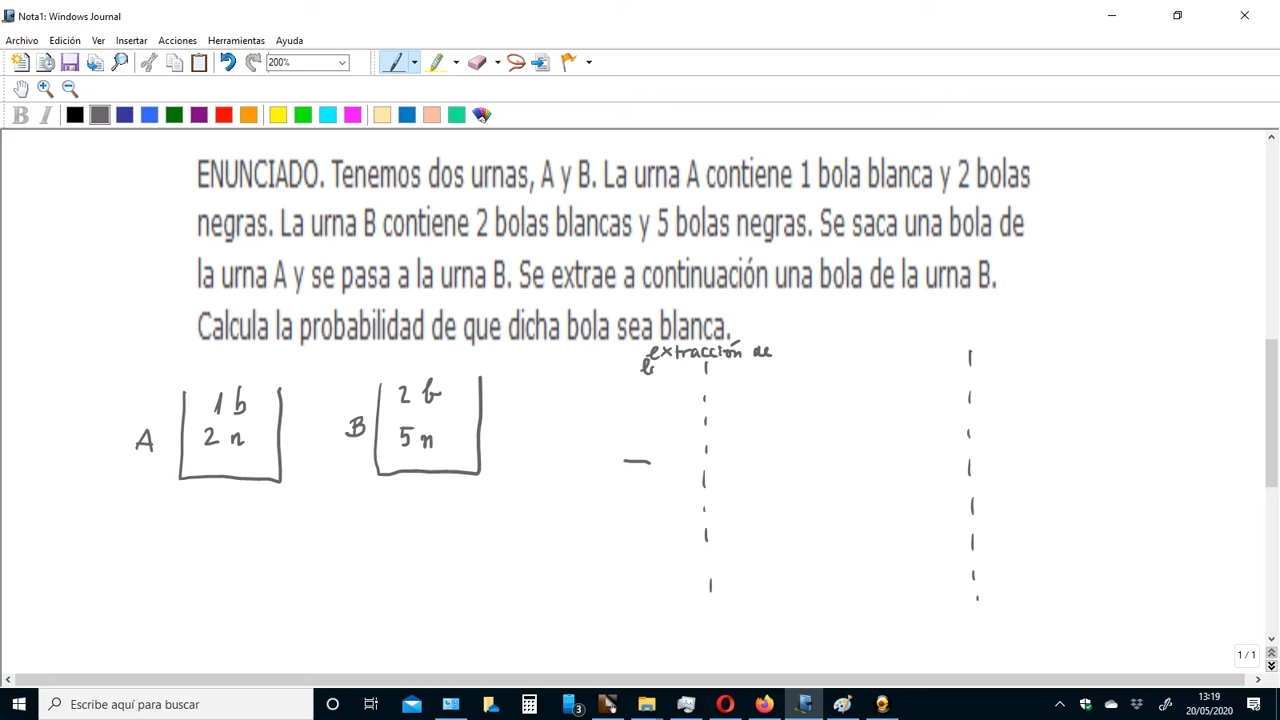 Nota1: Windows Journal
Archivo Edición Ver Insertar Acciones Herramientas Ayuda
200%
B I
ENUNCIADO. Tenemos dos urnas, A y B. La urna A contiene 1 bola blanca y 2 bolas
negras. La urna B contiene 2 bolas blancas y 5 bolas negras. Se saca una bola de
la urna A y se pasa a la urna B. Se extrae a continuación una bola de la urna B.
Calcula la probabilidad de que dicha bola sea blanca.
extracción de
A 1 b
2 n
B 2 b
5 n
1 / 1
Escribe aquí para buscar
3
13:19
20/05/2020